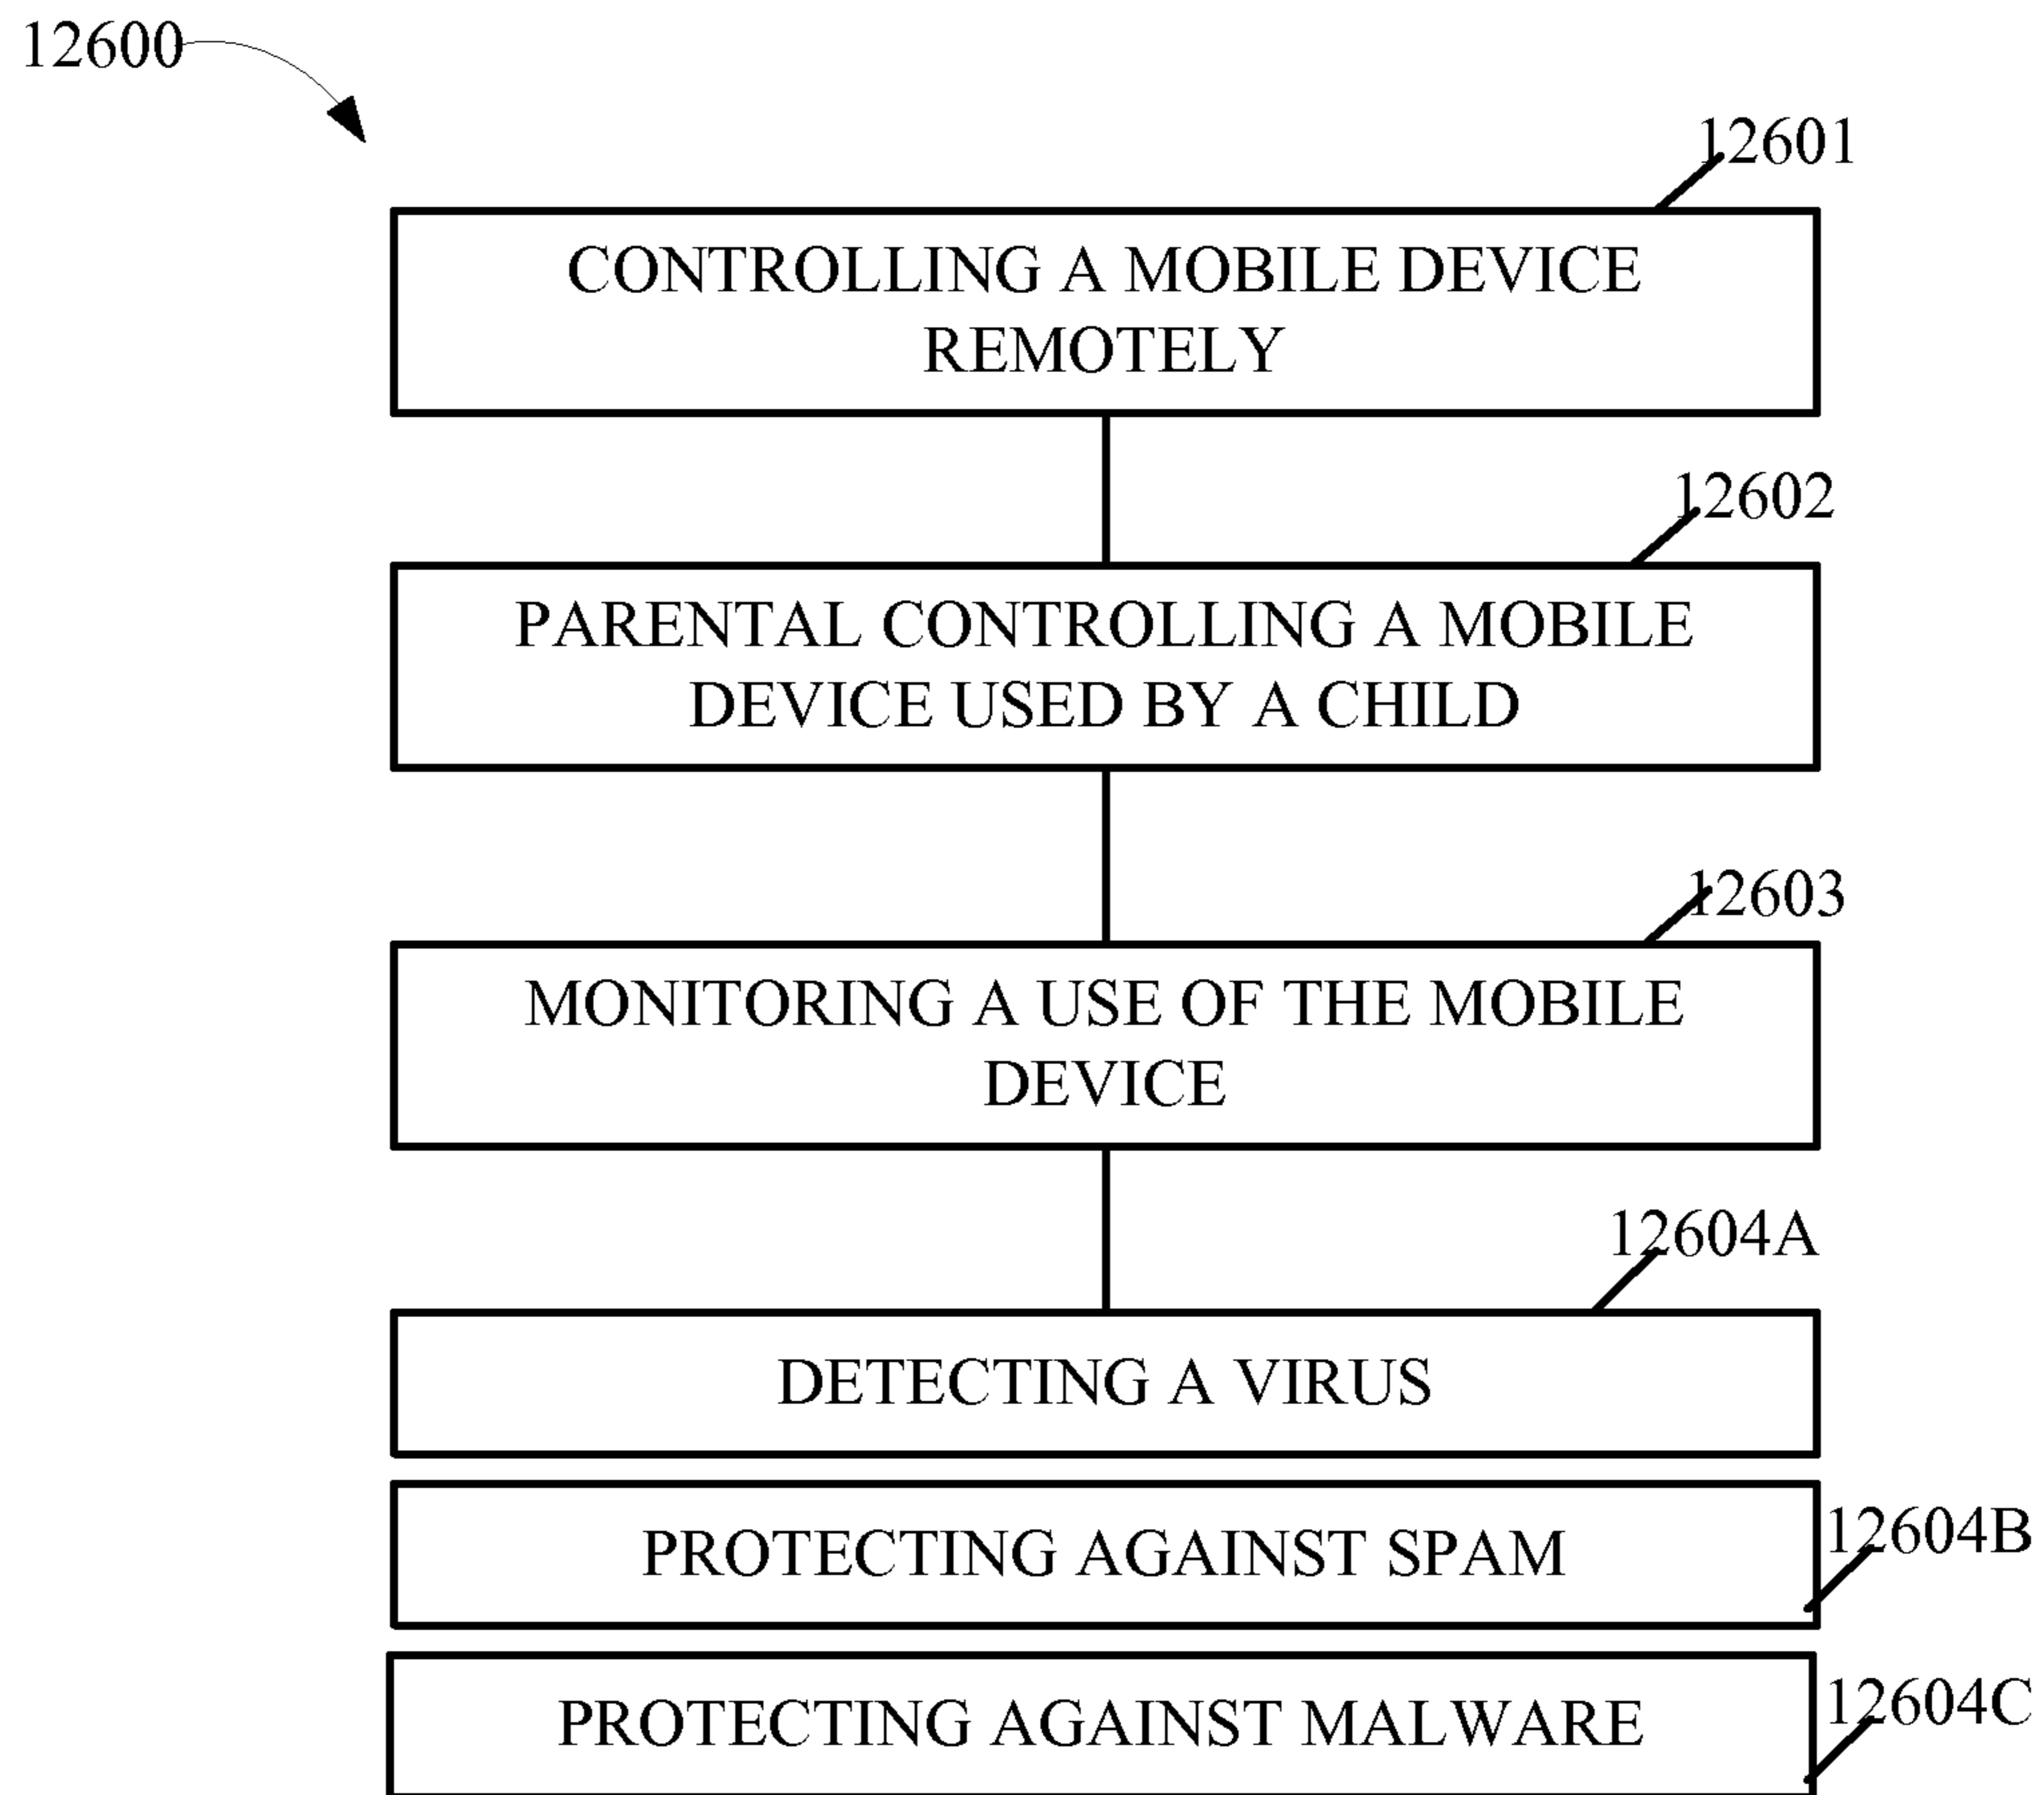 12600
12601
CONTROLLING A MOBILE DEVICE
REMOTELY
12602
PARENTAL CONTROLLING A MOBILE
DEVICE USED BY A CHILD
12603
MONITORING A USE OF THE MOBILE
DEVICE
12604A
DETECTING A VIRUS
12604B
PROTECTING AGAINST SPAM
12604C
PROTECTING AGAINST MALWARE